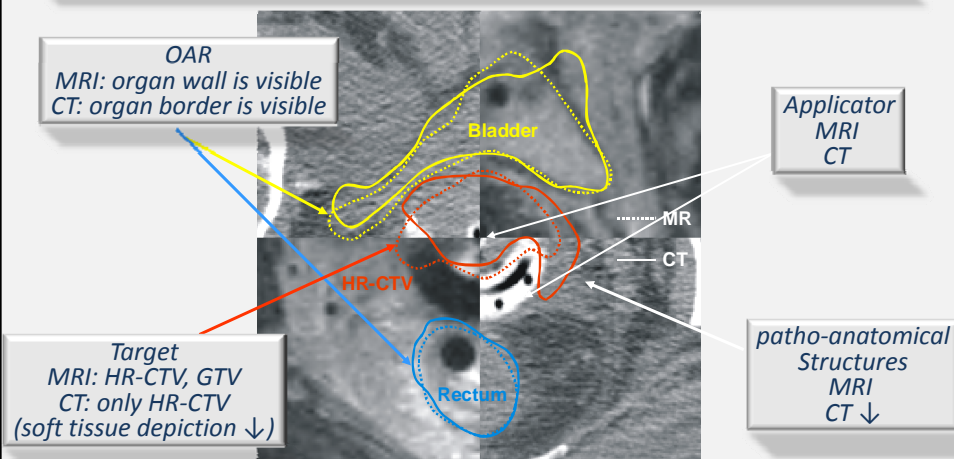 OAR
MRI: organ wall is visible
CT: organ border is visible
Bladder
Applicator
MRI
CT
MR
CT
HR-CTV
Target
MRI: HR-CTV, GTV
CT: only HR-CTV
(soft tissue depiction ↓)
Rectum
patho-anatomical
Structures
MRI
CT ↓